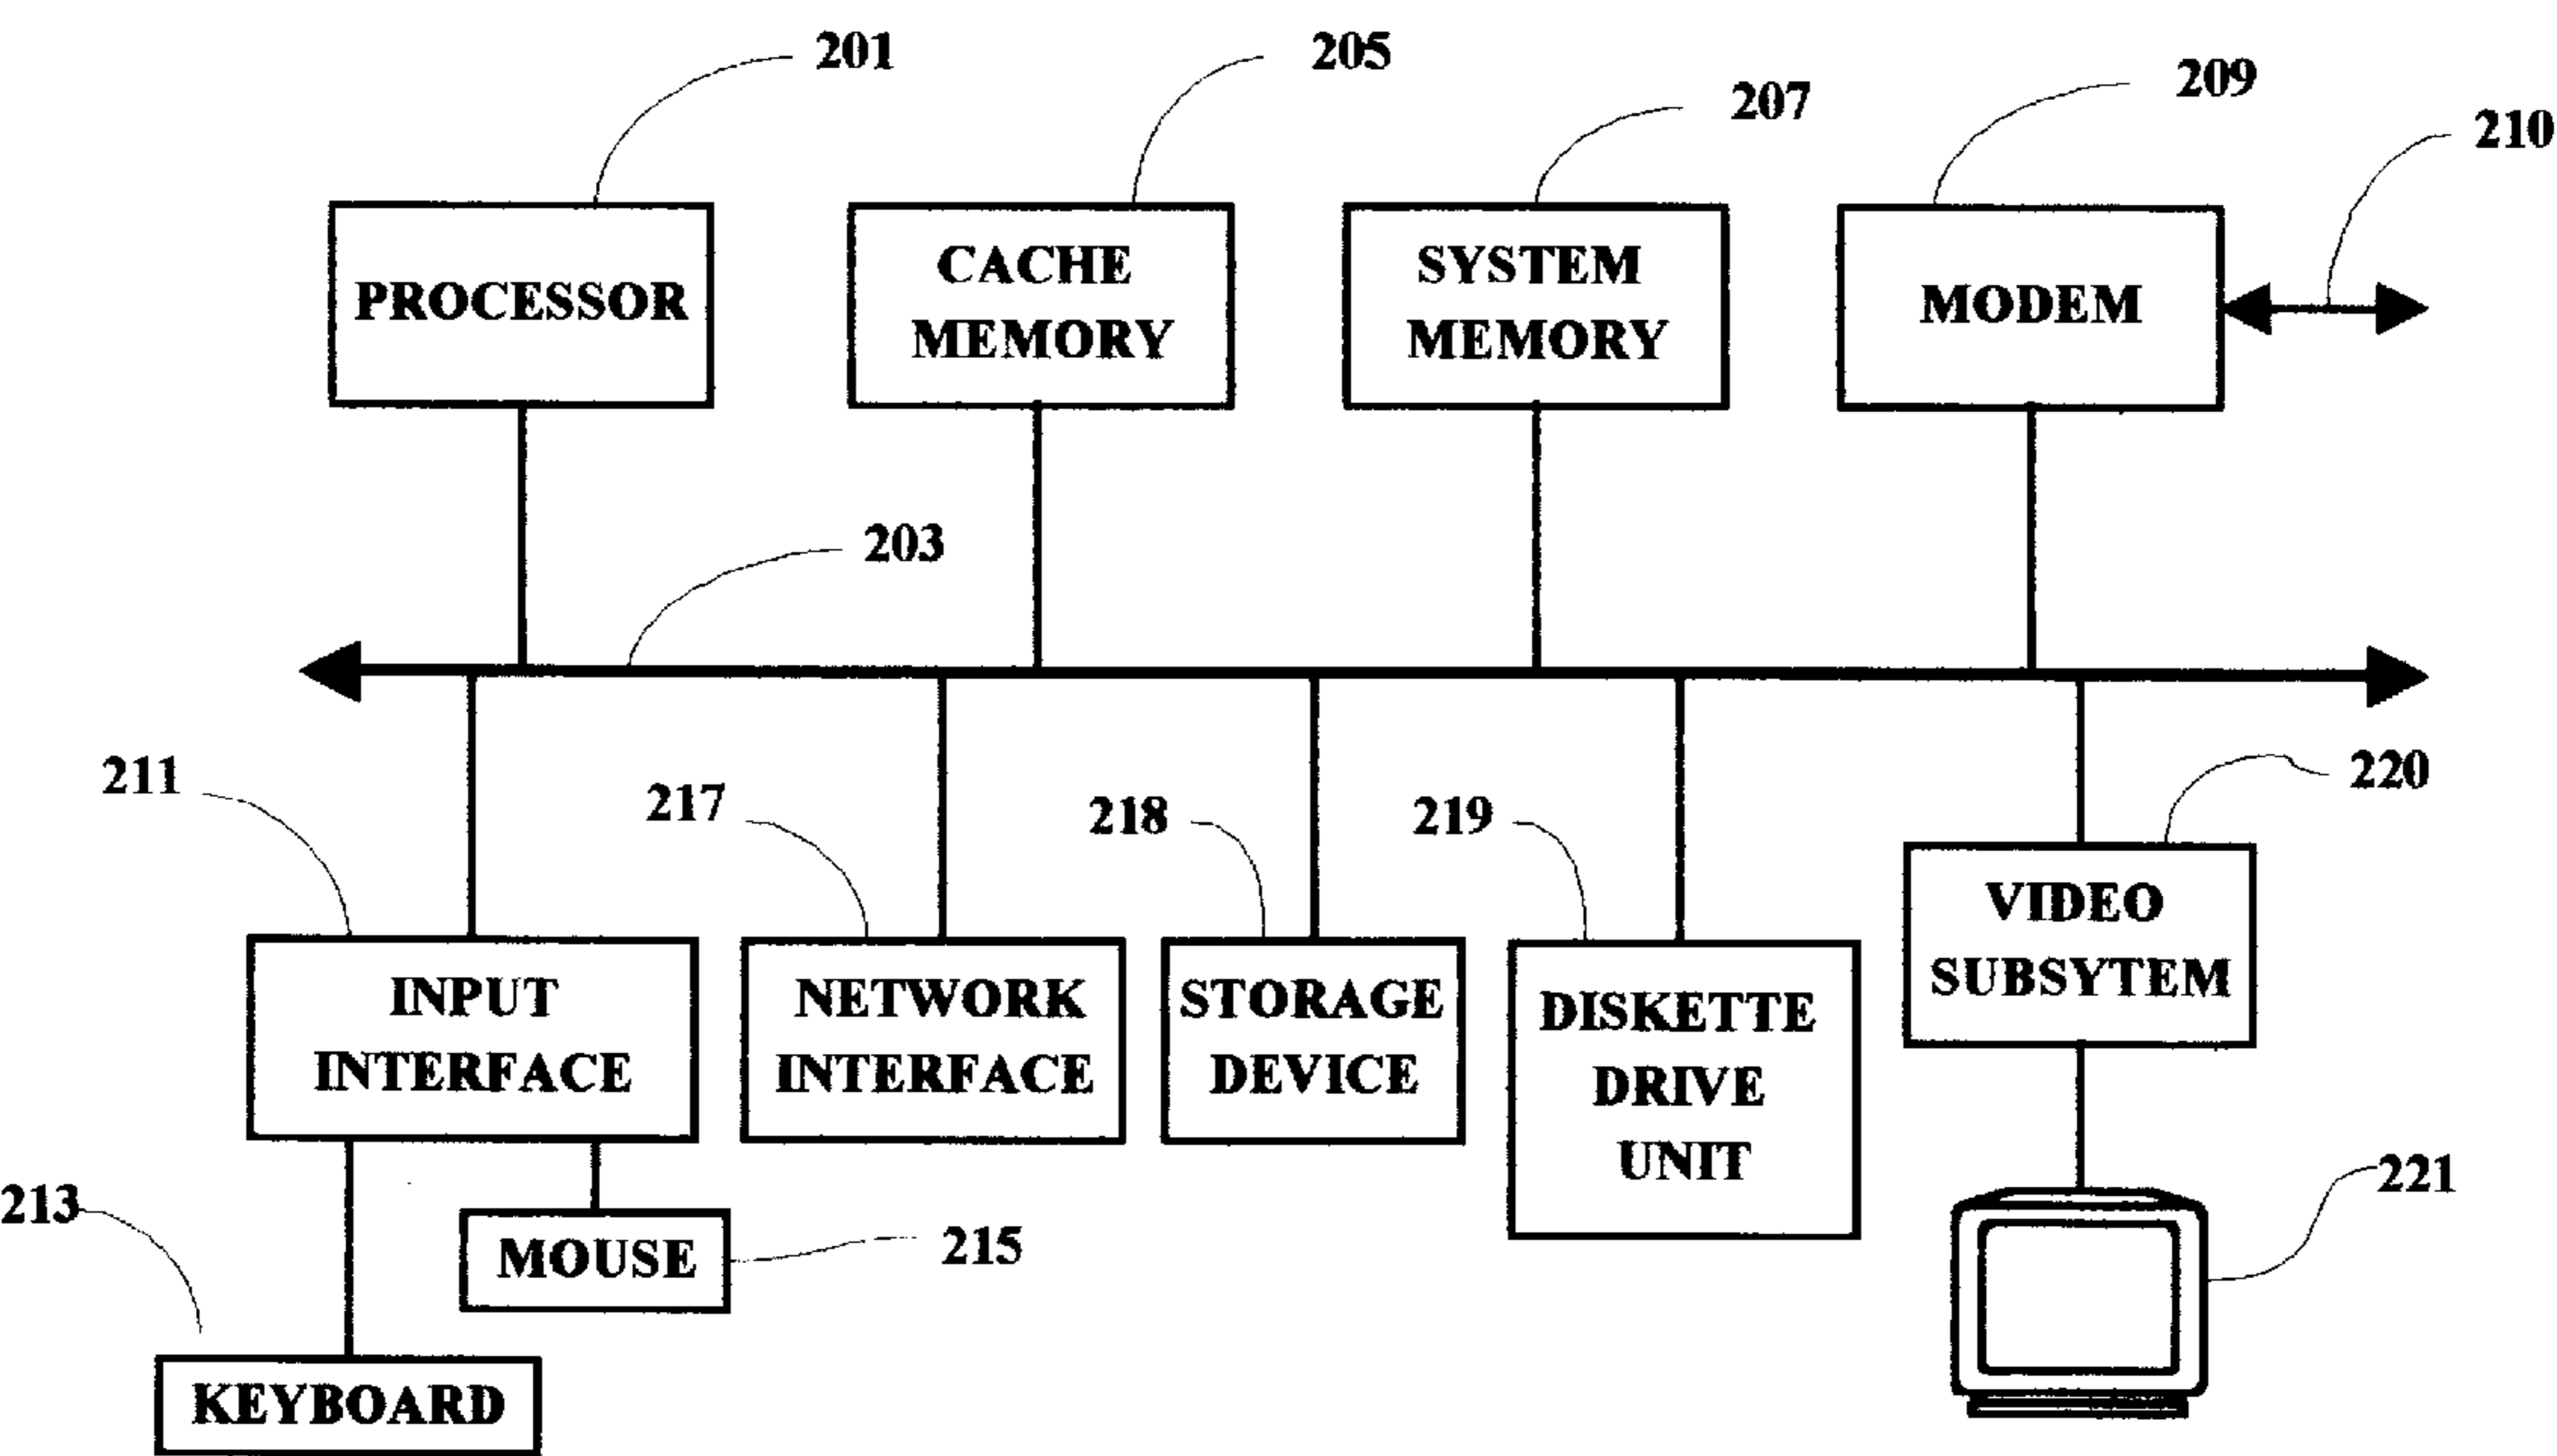 201
205
207
209
210
PROCESSOR
CACHE
MEMORY
SYSTEM
MEMORY
MODEM
203
211
217
218
219
220
INPUT
INTERFACE
NETWORK
INTERFACE
STORAGE
DEVICE
DISKETTE
DRIVE
UNIT
VIDEO
SUBSYTEM
213
MOUSE
215
221
KEYBOARD